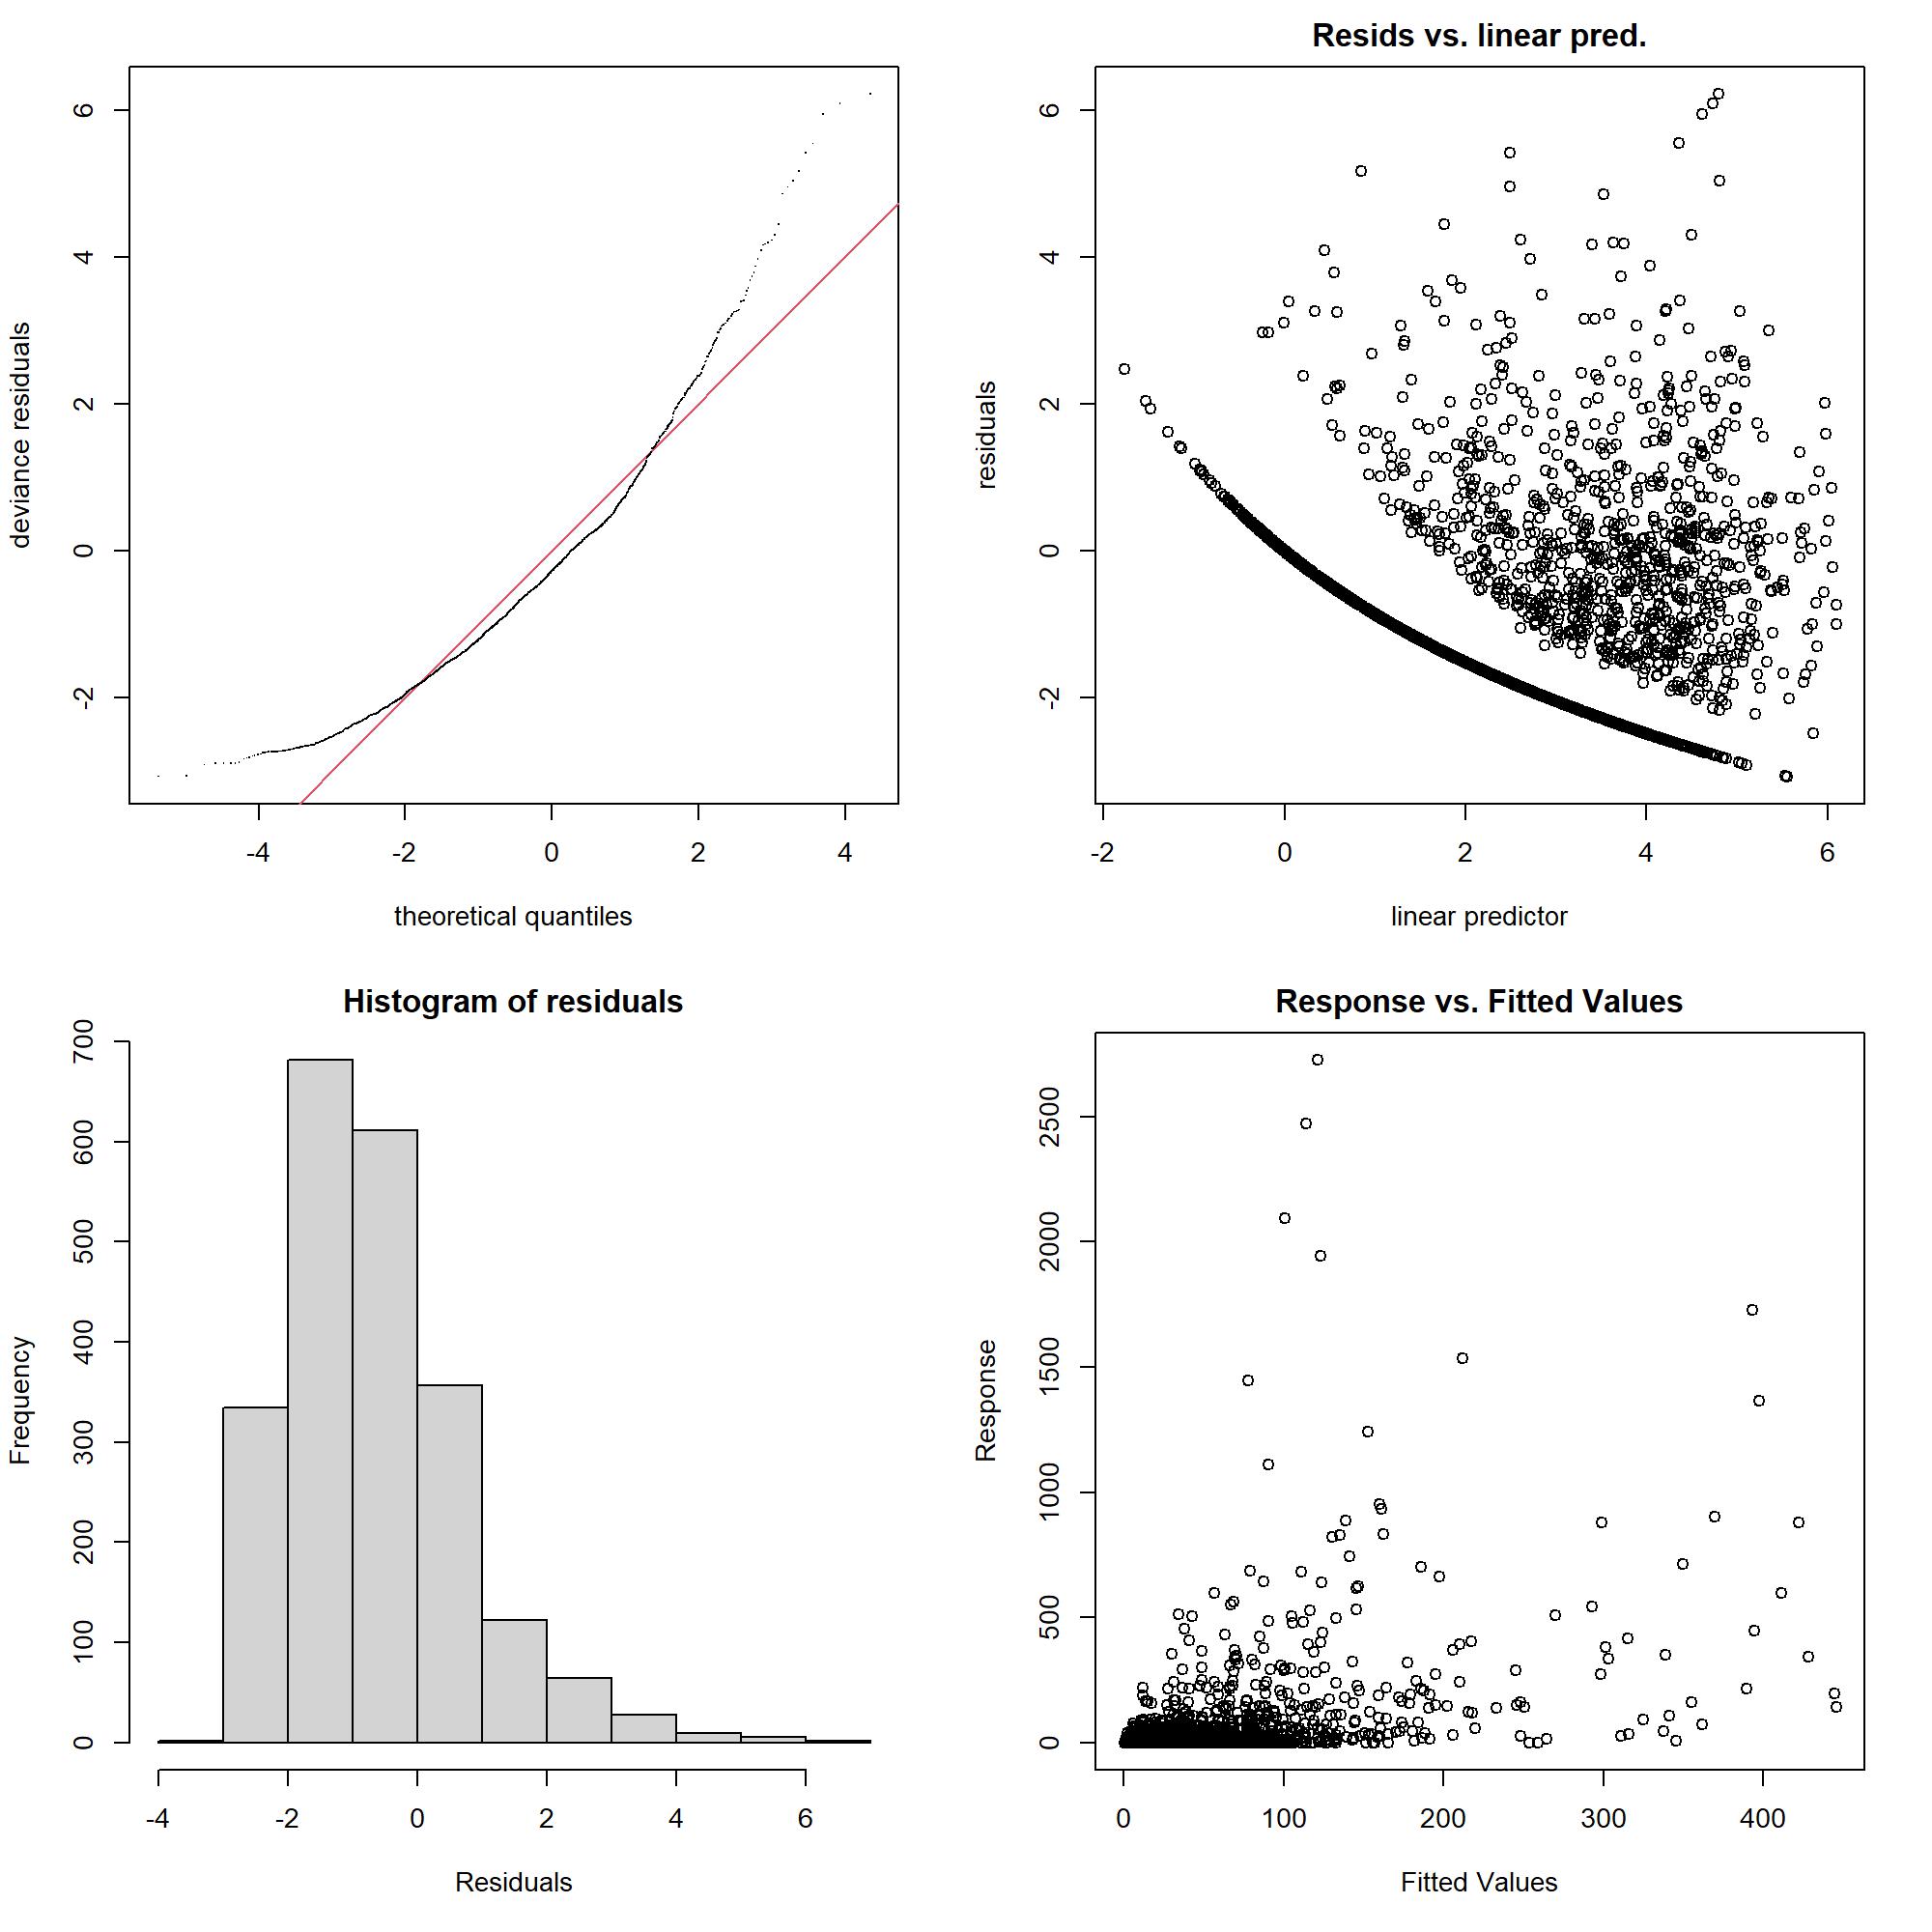 6
4
2
0
-2
deviance residuals
-4 -2 0 2 4
theoretical quantiles
Resids vs. linear pred.
6
4
2
0
-2
residuals
-2 0 2 4 6
linear predictor
Histogram of residuals
700
600
500
400
300
200
100
0
Frequency
-4 -2 0 2 4 6
Residuals
Response vs. Fitted Values
2500
2000
1500
1000
500
0
Response
0 100 200 300 400
Fitted Values